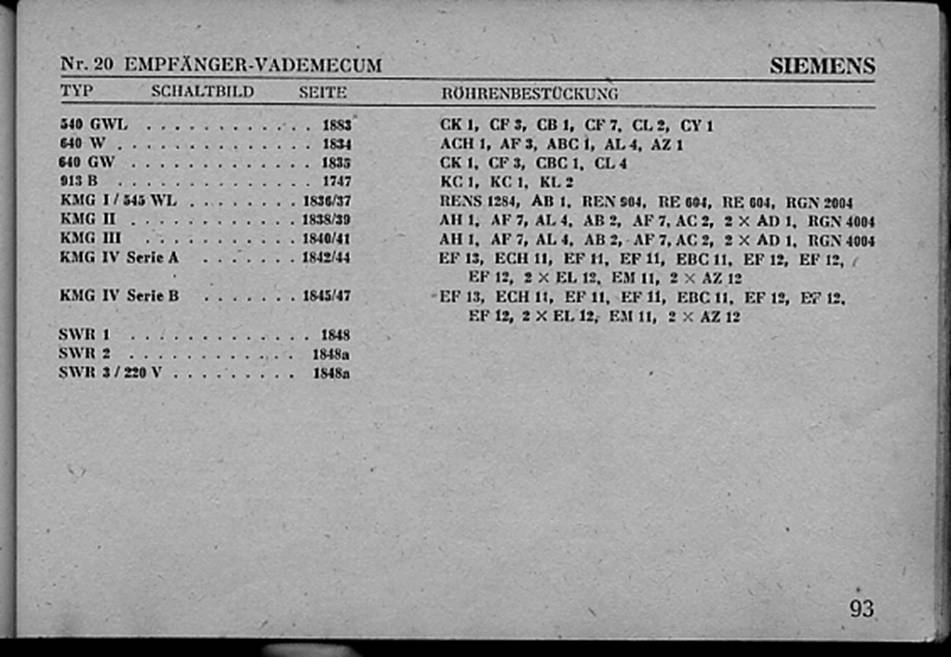 Nr. 20 EMPFÄNGER-VADEMECUM SIEMENS
TYP SCHALTBILD SEITE RÖHRENBESTÜCKUNG
540 GWL . . . . . . . . . . . . 1883 CK 1, CF 3, CB 1, CF 7, CL 2, CY 1
640 W . . . . . . . . . . . . . . 1834 ACH 1, AF 3, ABC 1, AL 4, AZ 1
640 GW . . . . . . . . . . . . . 1835 CK 1, CF 3, CBC 1, CL 4
913 B . . . . . . . . . . . . . . 1747 KC 1, KC 1, KL 2
KMG I / 545 WL . . . . . . . . 1836/37 RENS 1284, AB 1, REN 904, RE 604, RE 604, RGN 2004
KMG II . . . . . . . . . . . . 1838/39 AH 1, AF 7, AL 4, AB 2, AF 7, AC 2, 2 × AD 1, RGN 4004
KMG III . . . . . . . . . . . 1840/41 AH 1, AF 7, AL 4, AB 2, AF 7, AC 2, 2 × AD 1, RGN 4004
KMG IV Serie A . . . . . . . 1842/44 EF 13, ECH 11, EF 11, EF 11, EBC 11, EF 12, EF 12,
EF 12, 2 × EL 12, EM 11, 2 × AZ 12
KMG IV Serie B . . . . . . . 1845/47 EF 13, ECH 11, EF 11, EF 11, EBC 11, EF 12, EF 12,
EF 12, 2 × EL 12, EM 11, 2 × AZ 12
SWR 1 . . . . . . . . . . . . . 1848
SWR 2 . . . . . . . . . . . . 1848a
SWR 3 / 220 V . . . . . . . . . 1848a
93